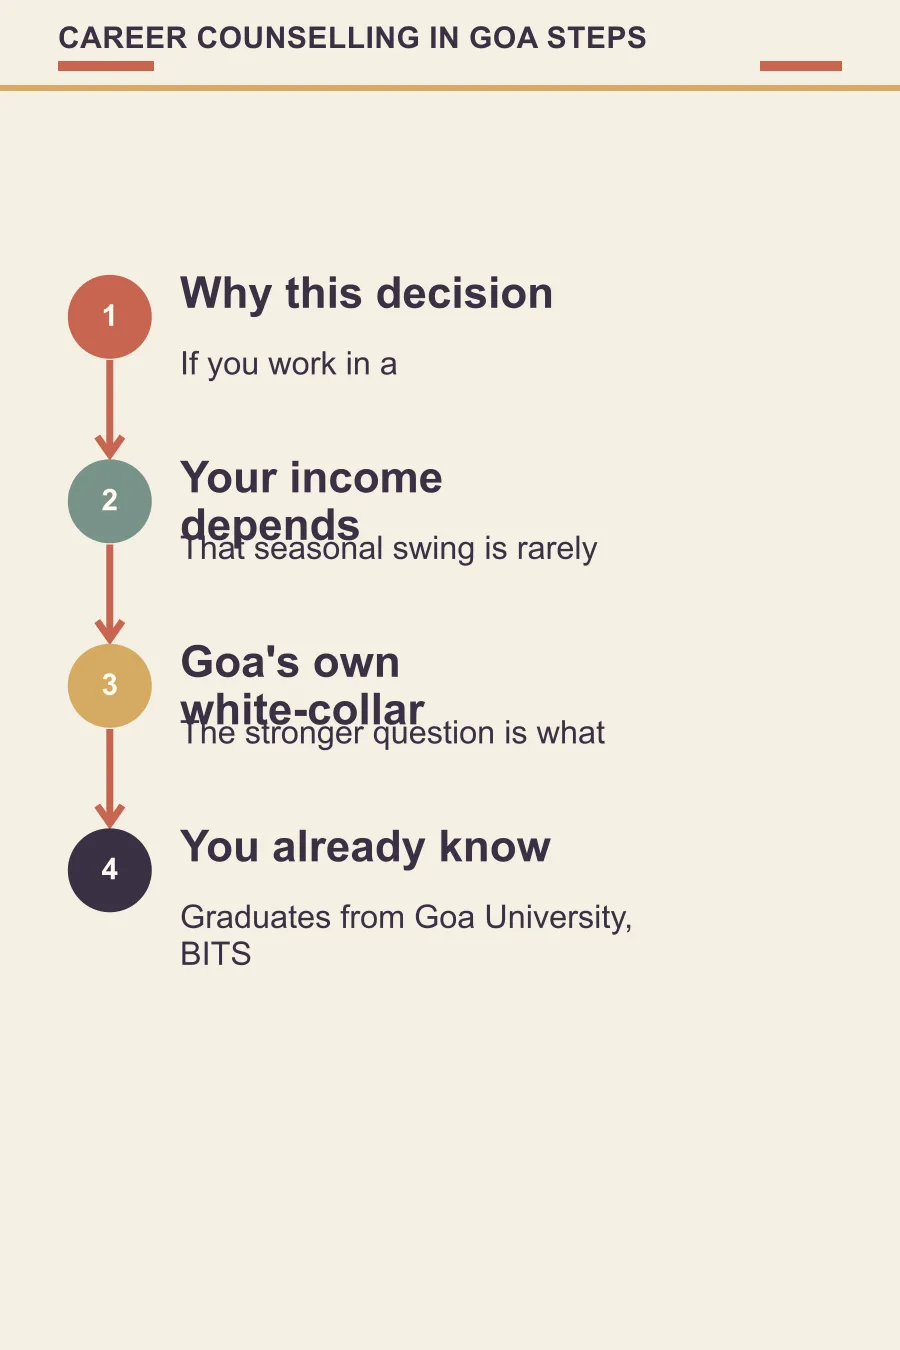 CAREER COUNSELLING IN GOA STEPS
1
Why this decision
If you work in a
2
Your income
depends
That seasonal swing is rarely
3
Goa's own
white-collar
The stronger question is what
4
You already know
Graduates from Goa University,
BITS